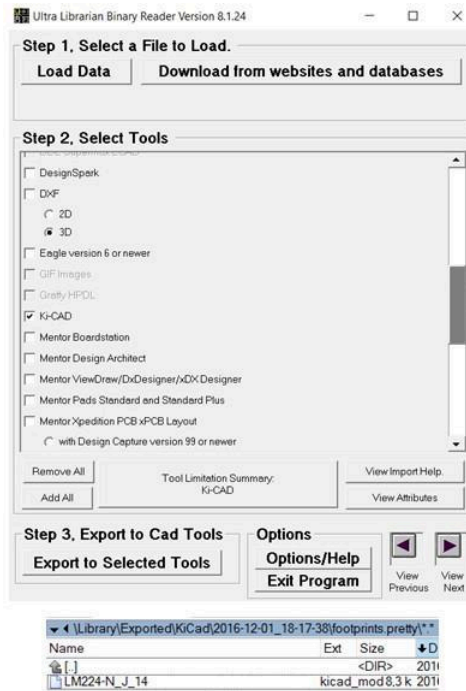 Ultra Librarian Binary Reader Version 8.1.24
Step 1, Select a File to Load.
Load Data
Download from websites and databases
Step 2, Select Tools
DesignSpark
DXF
2D
3D
Eagle version 6 or newer
GIF Images
Graffy HPDL
Ki-CAD
Mentor Boardstation
Mentor Design Architect
Mentor ViewDraw/DxDesigner/xDX Designer
Mentor Pads Standard and Standard Plus
Mentor Xpedition PCB xPCB Layout
with Design Capture version 99 or newer
Remove All
Add All
Tool Limitation Summary:
Ki-CAD
View Import Help.
View Attributes
Step 3, Export to Cad Tools
Export to Selected Tools
Options
Options/Help
Exit Program
View Previous
View Next
\Library\Exported\KiCad\2016-12-01_18-17-38\footprints.pretty\*.*
Name Ext Size D
[..] <DIR> 201
LM224-N_J_14 kicad_mod 8,3 k 201